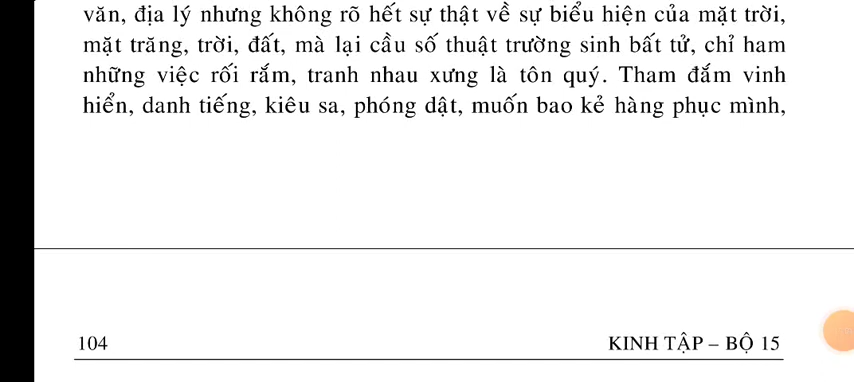 văn, địa lý nhưng không rõ hết sự thật về sự biểu hiện của mặt trời,
mặt trăng, trời, đất, mà lại cầu số thuật trường sinh bất tử, chỉ ham
những việc rối rắm, tranh nhau xưng là tôn quý. Tham đắm vinh
hiển, danh tiếng, kiêu sa, phóng dật, muốn bao kẻ hàng phục mình,
104 KINH TẬP – BỘ 15